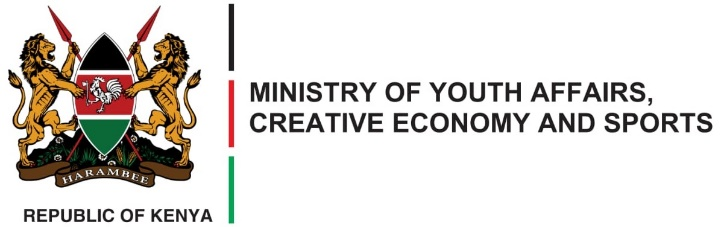 HARAMBEE
REPUBLIC OF KENYA
MINISTRY OF YOUTH AFFAIRS,
CREATIVE ECONOMY AND SPORTS